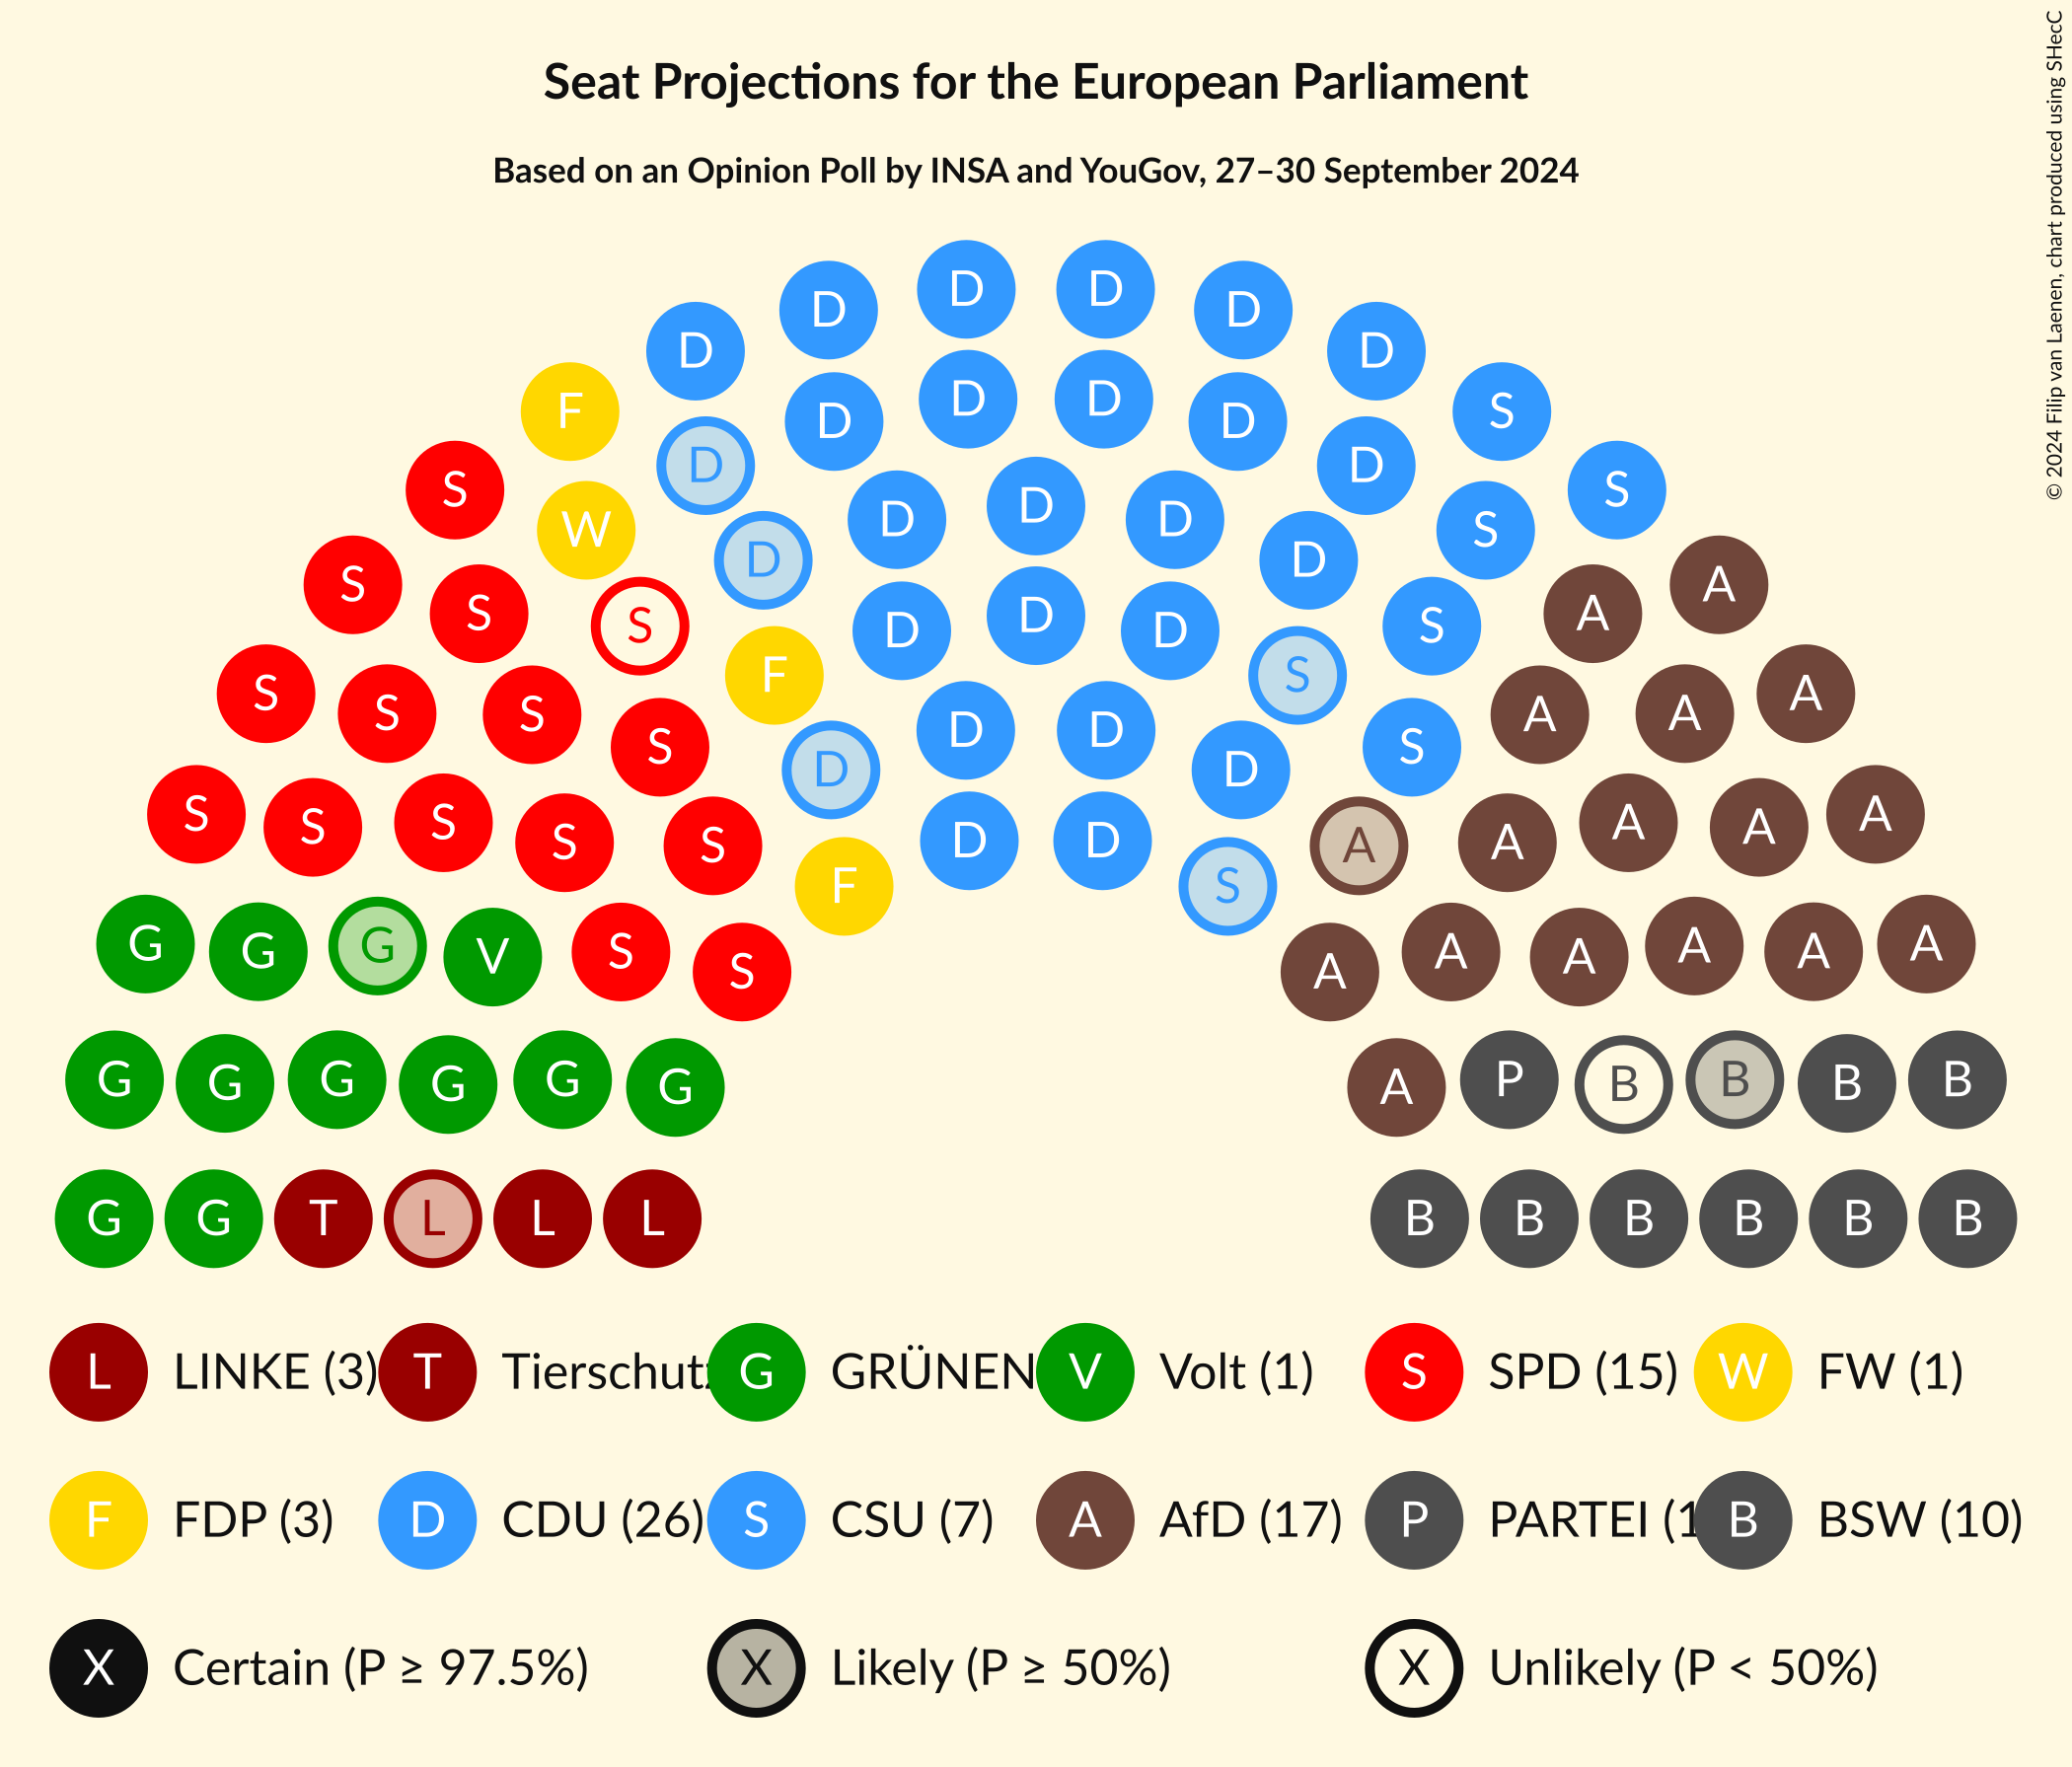 Seat Projections for the European Parliament
Based on an Opinion Poll by INSA and YouGov, 27–30 September 2024
© 2024 Filip van Laenen, chart produced using SHecC
D D D D
D D
F D D D D S
D D
S W D D D D S S
S S S D D S A A
S S S S F D D D S S A A A
S S S S S D D D D S A A A A A
F D D S
G G G V S S A A A A A A
G G G G G G A P B B B B
G G T L L L B B B B B B
L LINKE (3) T Tierschutz G GRÜNEN V Volt (1) S SPD (15) W FW (1)
F FDP (3) D CDU (26) S CSU (7) A AfD (17) P PARTEI (1 B BSW (10)
X Certain (P ≥ 97.5%) X Likely (P ≥ 50%) X Unlikely (P < 50%)